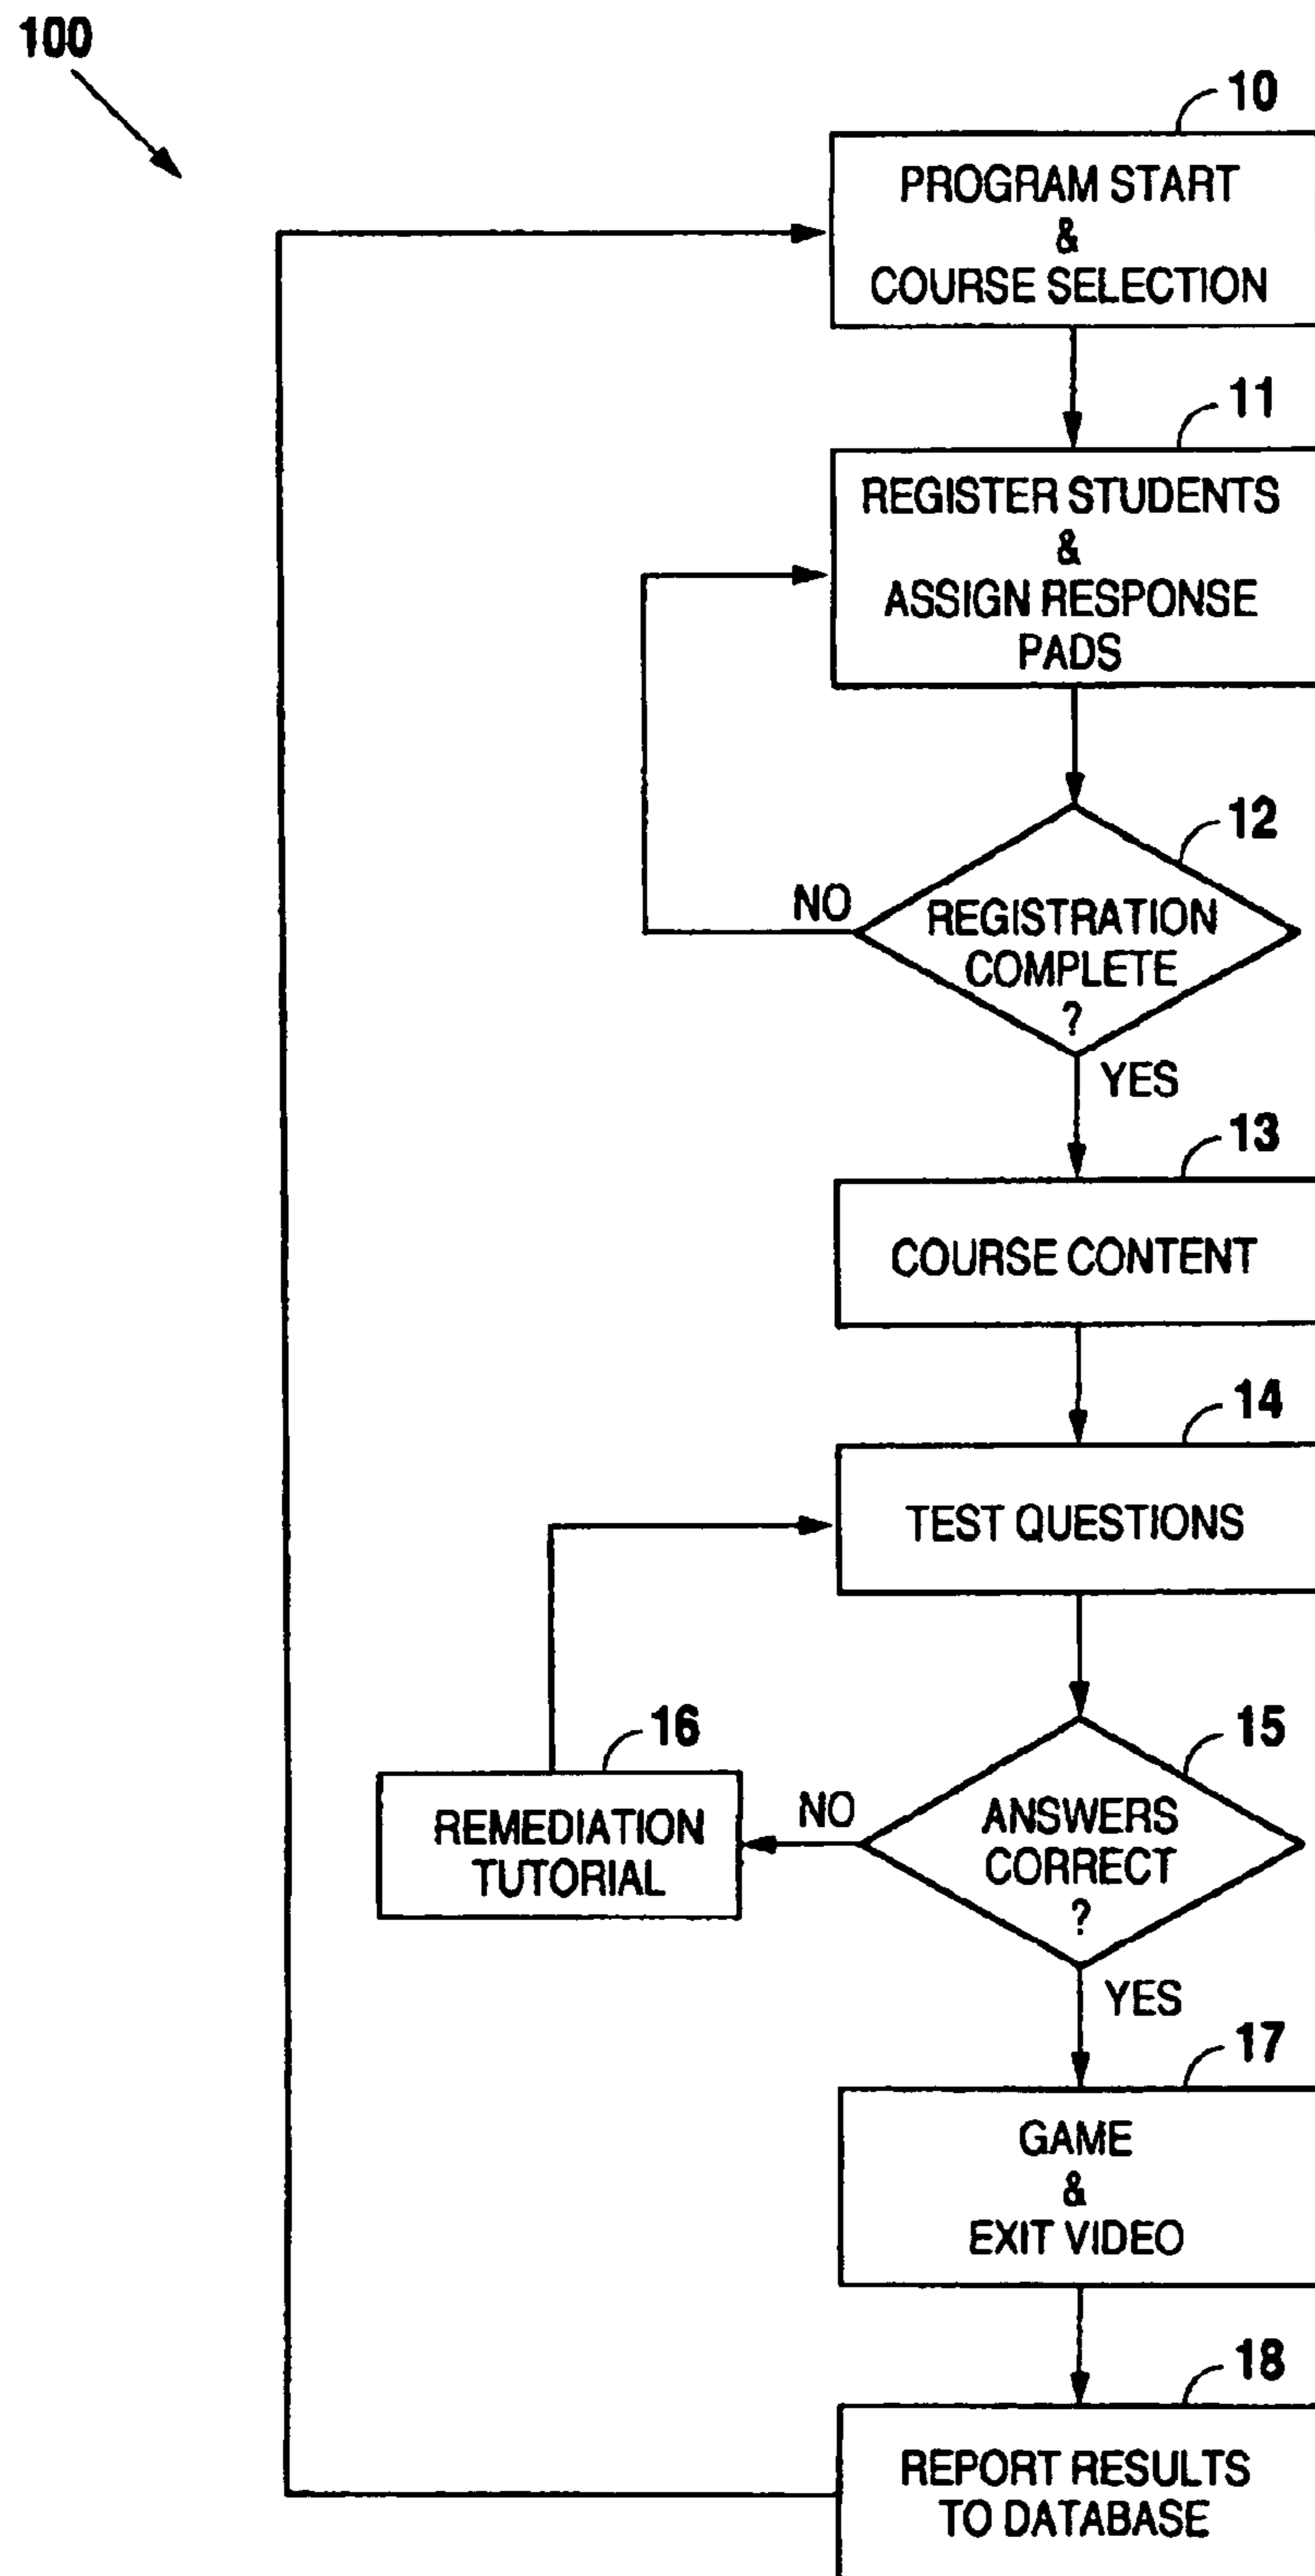 100
10
PROGRAM START
&
COURSE SELECTION
11
REGISTER STUDENTS
&
ASSIGN RESPONSE
PADS
12
NO
REGISTRATION
COMPLETE
?
YES
13
COURSE CONTENT
14
TEST QUESTIONS
15
16
REMEDIATION
TUTORIAL
NO
ANSWERS
CORRECT
?
YES
17
GAME
&
EXIT VIDEO
18
REPORT RESULTS
TO DATABASE